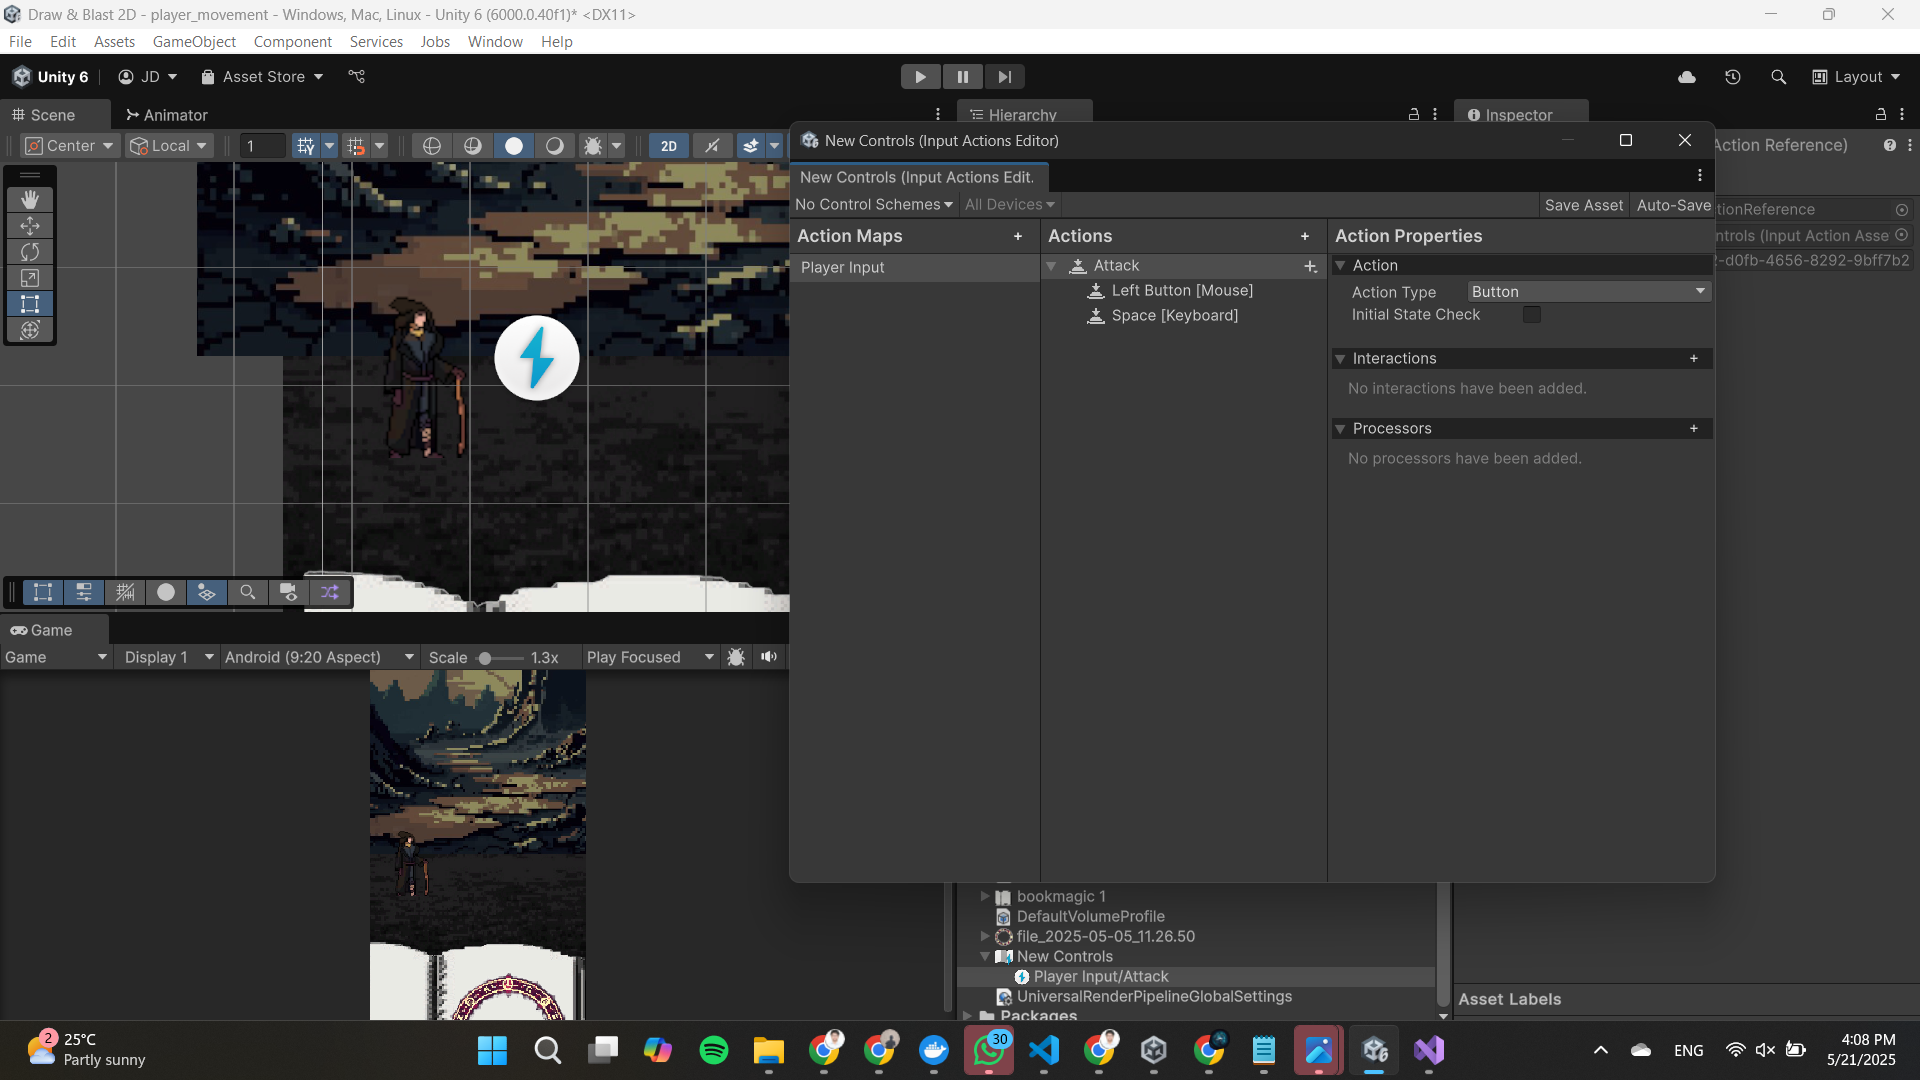 Draw & Blast 2D - player_movement - Windows, Mac, Linux - Unity 6 (6000.0.40f1)* <DX11>
File Edit Assets GameObject Component Services Jobs Window Help
Unity 6 JD Asset Store Layout
Scene Animator Hierarchy Inspector
Center Local 1 2D
New Controls (Input Actions Editor)
Action Reference)
New Controls (Input Actions Edit.
No Control Schemes All Devices Save Asset Auto-Save
tionReference
Action Maps Actions Action Properties
ntrols (Input Action Asse
Player Input Attack Action
-d0fb-4656-8292-9bff7b2
Left Button [Mouse] Action Type Button
Space [Keyboard] Initial State Check
Interactions
No interactions have been added.
Processors
No processors have been added.
Game
Game Display 1 Android (9:20 Aspect) Scale 1.3x Play Focused
bookmagic 1
DefaultVolumeProfile
file_2025-05-05_11.26.50
New Controls
Player Input/Attack
UniversalRenderPipelineGlobalSettings
Asset Labels
Packages
2 25°C
Partly sunny
30
ENG
4:08 PM
5/21/2025